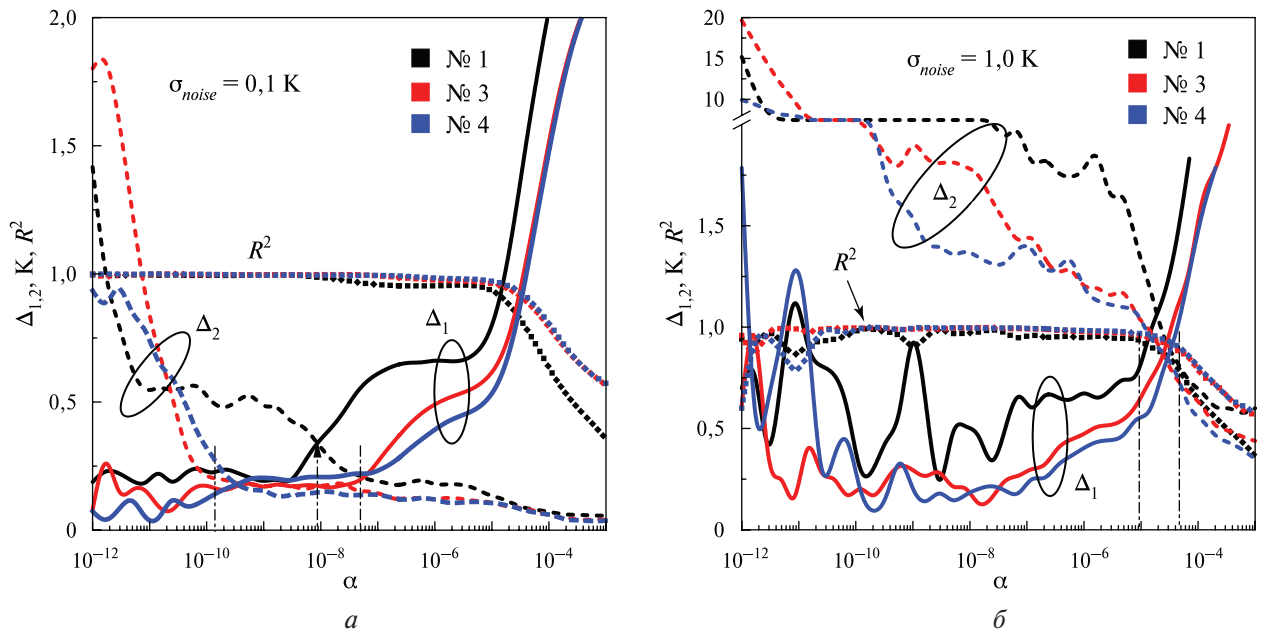 2,0
1,5
1,0
0,5
0
Δ₁,₂, K, R²
σnoise = 0,1 K
№ 1
№ 3
№ 4
R²
Δ₂
Δ₁
10⁻¹² 10⁻¹⁰ 10⁻⁸ 10⁻⁶ 10⁻⁴
α
а
20
15
10
1,5
1,0
0,5
0
Δ₁,₂, K, R²
σnoise = 1,0 K
№ 1
№ 3
№ 4
Δ₂
R²
Δ₁
10⁻¹² 10⁻¹⁰ 10⁻⁸ 10⁻⁶ 10⁻⁴
α
б